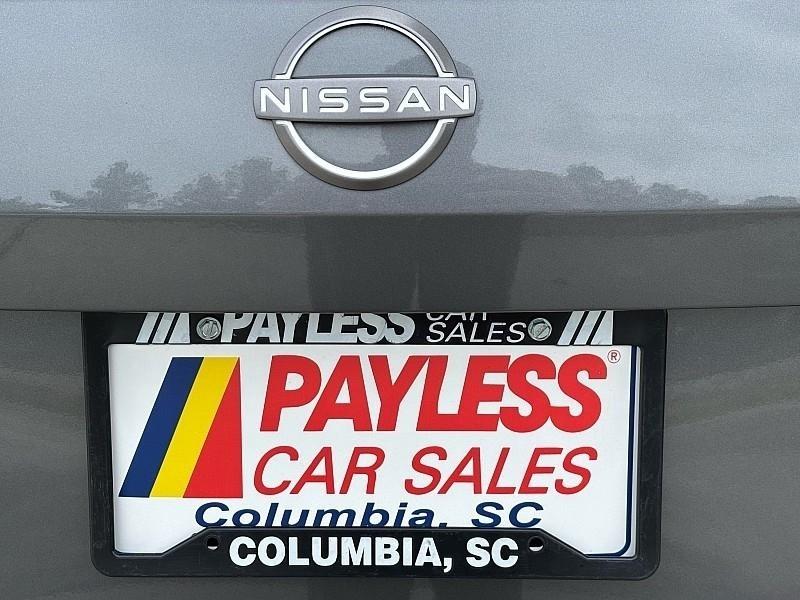 NISSAN
PAYLESS CAR SALES
PAYLESS®
CAR SALES
Columbia, SC
COLUMBIA, SC